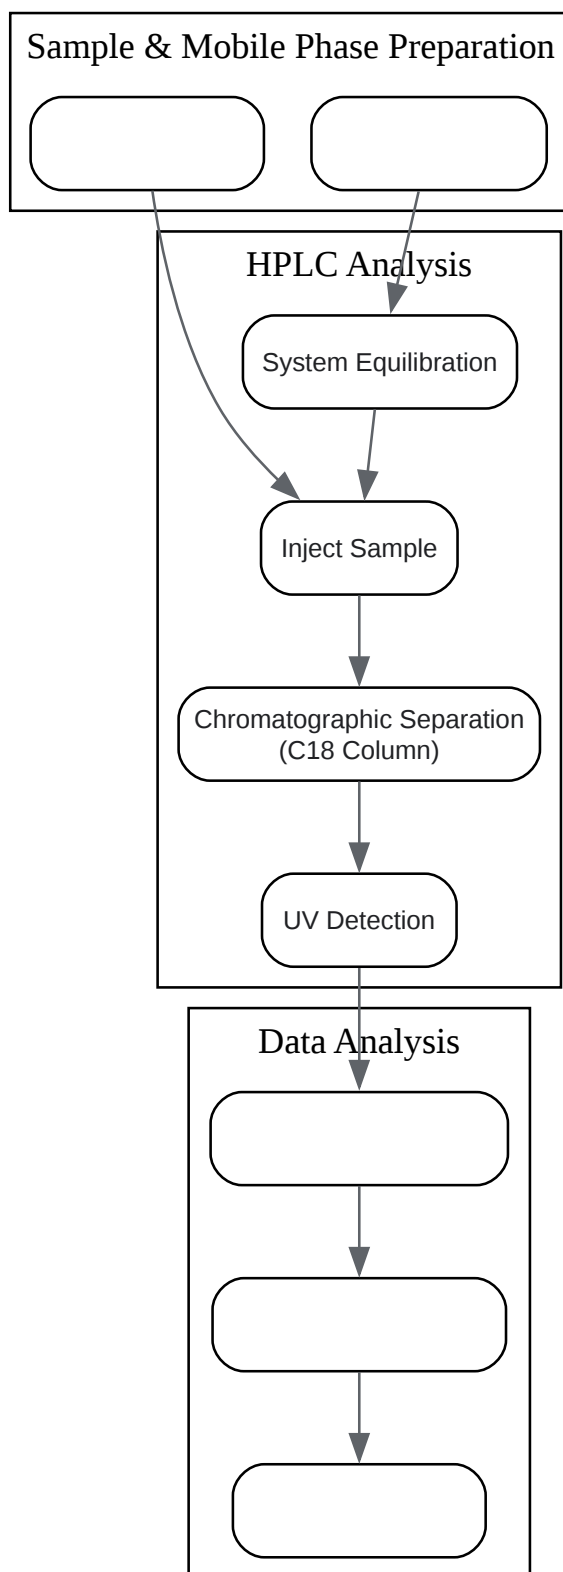 Sample & Mobile Phase Preparation
HPLC Analysis
System Equilibration
Inject Sample
Chromatographic Separation
(C18 Column)
UV Detection
Data Analysis